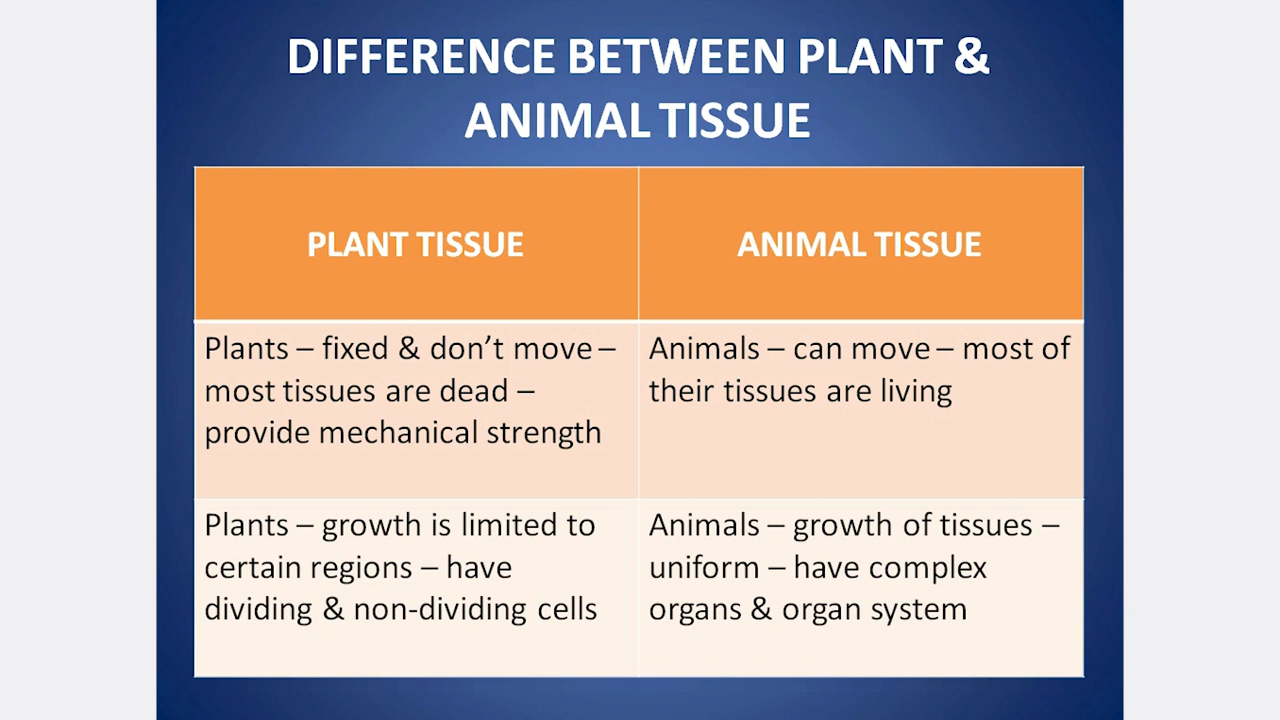 DIFFERENCE BETWEEN PLANT &
ANIMAL TISSUE
PLANT TISSUE
ANIMAL TISSUE
Plants – fixed & don’t move –
most tissues are dead –
provide mechanical strength
Animals – can move – most of
their tissues are living
Plants – growth is limited to
certain regions – have
dividing & non-dividing cells
Animals – growth of tissues –
uniform – have complex
organs & organ system